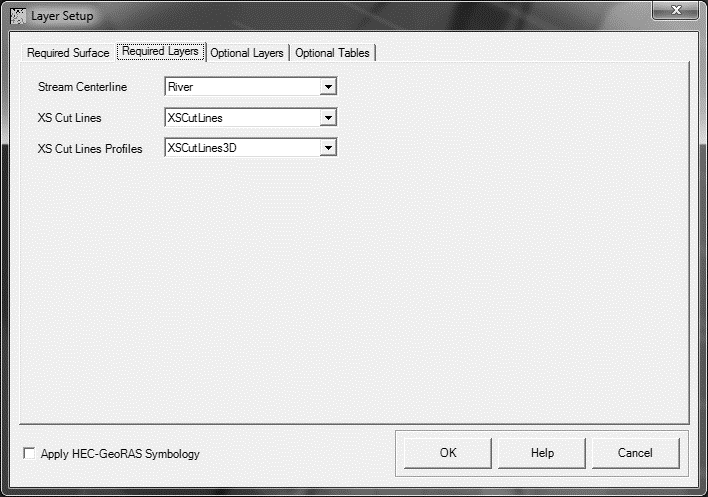 Layer Setup
Required Surface Required Layers Optional Layers Optional Tables
Stream Centerline River
XS Cut Lines XSCutLines
XS Cut Lines Profiles XSCutLines3D
Apply HEC-GeoRAS Symbology OK Help Cancel